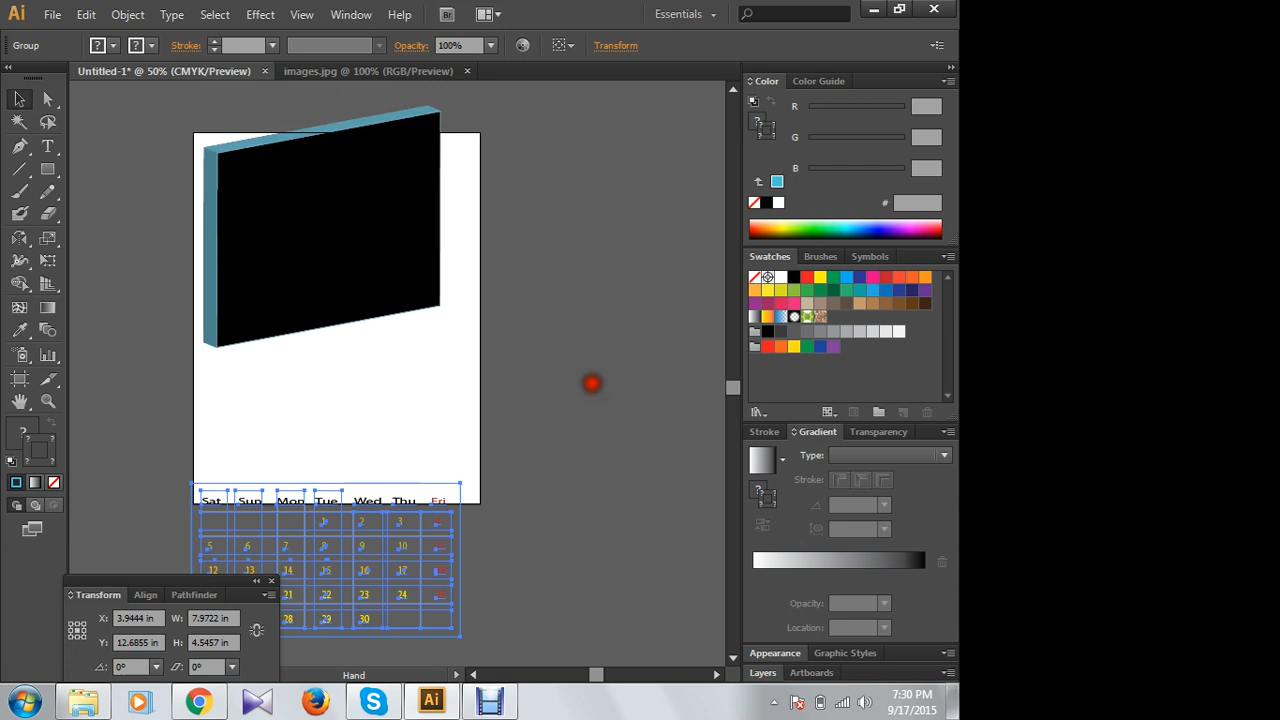 Ai File Edit Object Type Select Effect View Window Help Br Essentials
Group ? ? Stroke: Opacity: 100% Transform
Untitled-1* @ 50% (CMYK/Preview) × images.jpg @ 100% (RGB/Preview) ×
Color Color Guide
R
G
B
#
Swatches Brushes Symbols
Stroke Gradient Transparency
Type:
Stroke:
Opacity:
Location:
Appearance Graphic Styles
Layers Artboards
Sat Sun Mon Tue Wed Thu Fri
1 2 3
5 6 7 8 9 10
12 13 14 15 16 17
21 22 23 24
28 29 30
Transform Align Pathfinder
X: 3.9444 in W: 7.9722 in
Y: 12.6855 in H: 4.5457 in
0° 0°
Hand
7:30 PM
9/17/2015